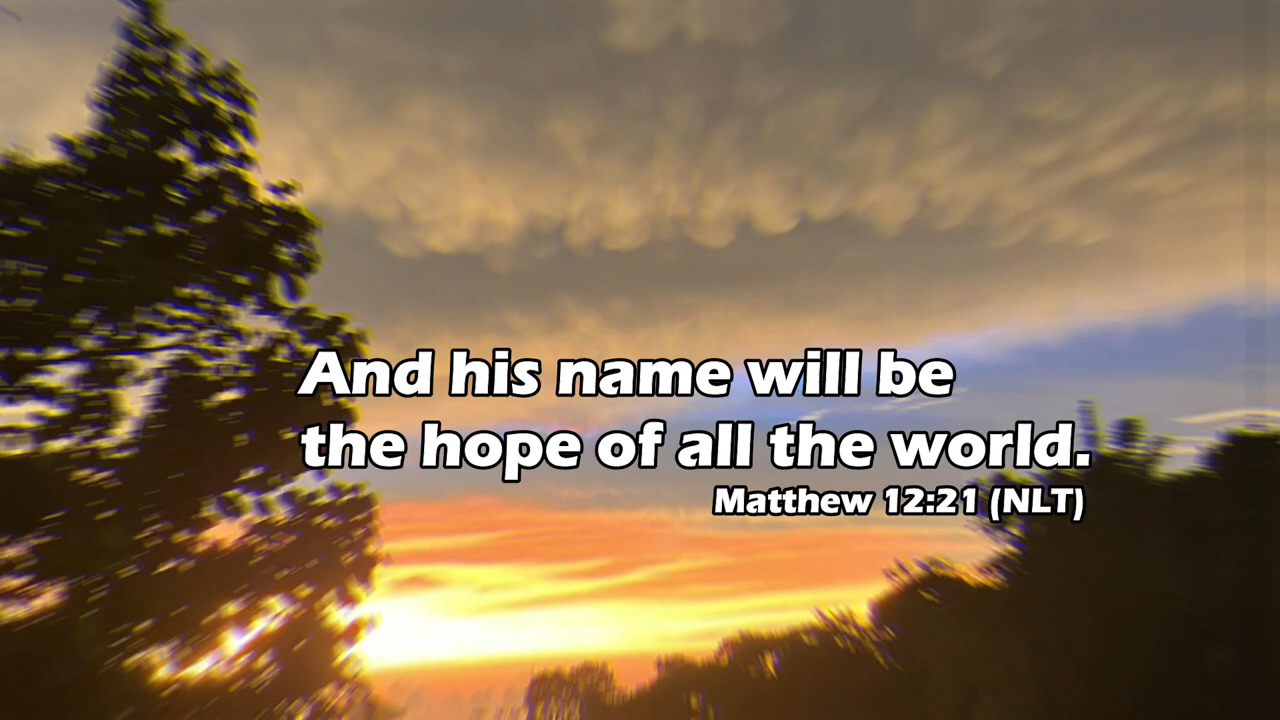 And his name will be
the hope of all the world.
Matthew 12:21 (NLT)